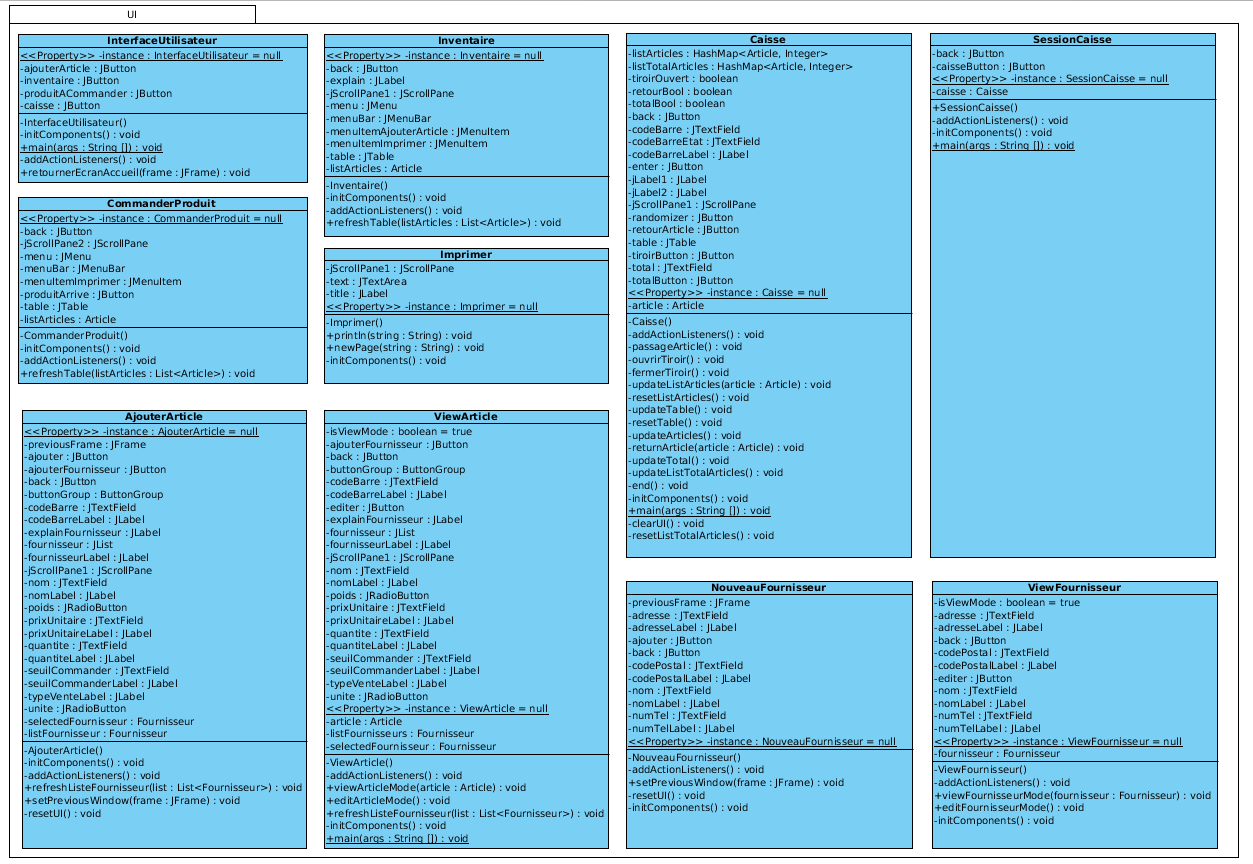 UI
InterfaceUtilisateur
<<Property>> -instance : InterfaceUtilisateur = null
-ajouterArticle : JButton
-inventaire : JButton
-produitACommander : JButton
-caisse : JButton
-InterfaceUtilisateur()
-initComponents() : void
+main(args : String []) : void
-addActionListeners() : void
+retournerEcranAccueil(frame : JFrame) : void
CommanderProduit
<<Property>> -instance : CommanderProduit = null
-back : JButton
-jScrollPane2 : JScrollPane
-menu : JMenu
-menuBar : JMenuBar
-menuItemImprimer : JMenuItem
-produitArrive : JButton
-table : JTable
-listArticles : Article
-CommanderProduit()
-initComponents() : void
-addActionListeners() : void
+refreshTable(listArticles : List<Article>) : void
Inventaire
<<Property>> -instance : Inventaire = null
-back : JButton
-explain : JLabel
-jScrollPane1 : JScrollPane
-menu : JMenu
-menuBar : JMenuBar
-menuItemAjouterArticle : JMenuItem
-menuItemImprimer : JMenuItem
-table : JTable
-listArticles : Article
-Inventaire()
-initComponents() : void
-addActionListeners() : void
+refreshTable(listArticles : List<Article>) : void
Imprimer
-jScrollPane1 : JScrollPane
-text : JTextArea
-title : JLabel
<<Property>> -instance : Imprimer = null
-Imprimer()
+println(string : String) : void
+newPage(string : String) : void
-initComponents() : void
Caisse
-listArticles : HashMap<Article, Integer>
-listTotalArticles : HashMap<Article, Integer>
-tiroirOuvert : boolean
-retourBool : boolean
-totalBool : boolean
-back : JButton
-codeBarre : JTextField
-codeBarreEtat : JTextField
-codeBarreLabel : JLabel
-enter : JButton
-jLabel1 : JLabel
-jLabel2 : JLabel
-jScrollPane1 : JScrollPane
-randomizer : JButton
-retourArticle : JButton
-table : JTable
-tiroirButton : JButton
-total : JTextField
-totalButton : JButton
<<Property>> -instance : Caisse = null
-article : Article
-Caisse()
-addActionListeners() : void
-passageArticle() : void
-ouvrirTiroir() : void
-fermerTiroir() : void
-updateListArticles(article : Article) : void
-resetListArticles() : void
-updateTable() : void
-resetTable() : void
-updateArticles() : void
-returnArticle(article : Article) : void
-updateTotal() : void
-updateListTotalArticles() : void
-end() : void
-initComponents() : void
+main(args : String []) : void
-clearUI() : void
-resetListTotalArticles() : void
SessionCaisse
-back : JButton
-caisseButton : JButton
<<Property>> -instance : SessionCaisse = null
-caisse : Caisse
+SessionCaisse()
-addActionListeners() : void
-initComponents() : void
+main(args : String []) : void
AjouterArticle
<<Property>> -instance : AjouterArticle = null
-previousFrame : JFrame
-ajouter : JButton
-ajouterFournisseur : JButton
-back : JButton
-buttonGroup : ButtonGroup
-codeBarre : JTextField
-codeBarreLabel : JLabel
-explainFournisseur : JLabel
-fournisseur : JList
-fournisseurLabel : JLabel
-jScrollPane1 : JScrollPane
-nom : JTextField
-nomLabel : JLabel
-poids : JRadioButton
-prixUnitaire : JTextField
-prixUnitaireLabel : JLabel
-quantite : JTextField
-quantiteLabel : JLabel
-seuilCommander : JTextField
-seuilCommanderLabel : JLabel
-typeVenteLabel : JLabel
-unite : JRadioButton
-selectedFournisseur : Fournisseur
-listFournisseur : Fournisseur
-AjouterArticle()
-initComponents() : void
-addActionListeners() : void
+refreshListeFournisseur(list : List<Fournisseur>) : void
+setPreviousWindow(frame : JFrame) : void
-resetUI() : void
ViewArticle
-isViewMode : boolean = true
-ajouterFournisseur : JButton
-back : JButton
-buttonGroup : ButtonGroup
-codeBarre : JTextField
-codeBarreLabel : JLabel
-editer : JButton
-explainFournisseur : JLabel
-fournisseur : JList
-fournisseurLabel : JLabel
-jScrollPane1 : JScrollPane
-nom : JTextField
-nomLabel : JLabel
-poids : JRadioButton
-prixUnitaire : JTextField
-prixUnitaireLabel : JLabel
-quantite : JTextField
-quantiteLabel : JLabel
-seuilCommander : JTextField
-seuilCommanderLabel : JLabel
-typeVenteLabel : JLabel
-unite : JRadioButton
<<Property>> -instance : ViewArticle = null
-article : Article
-listFournisseurs : Fournisseur
-selectedFournisseur : Fournisseur
-ViewArticle()
-addActionListeners() : void
+viewArticleMode(article : Article) : void
+editArticleMode() : void
+refreshListeFournisseur(list : List<Fournisseur>) : void
-initComponents() : void
+main(args : String []) : void
NouveauFournisseur
-previousFrame : JFrame
-adresse : JTextField
-adresseLabel : JLabel
-ajouter : JButton
-back : JButton
-codePostal : JTextField
-codePostalLabel : JLabel
-nom : JTextField
-nomLabel : JLabel
-numTel : JTextField
-numTelLabel : JLabel
<<Property>> -instance : NouveauFournisseur = null
-NouveauFournisseur()
-addActionListeners() : void
+setPreviousWindow(frame : JFrame) : void
-resetUI() : void
-initComponents() : void
ViewFournisseur
-isViewMode : boolean = true
-adresse : JTextField
-adresseLabel : JLabel
-back : JButton
-codePostal : JTextField
-codePostalLabel : JLabel
-editer : JButton
-nom : JTextField
-nomLabel : JLabel
-numTel : JTextField
-numTelLabel : JLabel
<<Property>> -instance : ViewFournisseur = null
-fournisseur : Fournisseur
-ViewFournisseur()
-addActionListeners() : void
+viewFournisseurMode(fournisseur : Fournisseur) : void
+editFournisseurMode() : void
-initComponents() : void